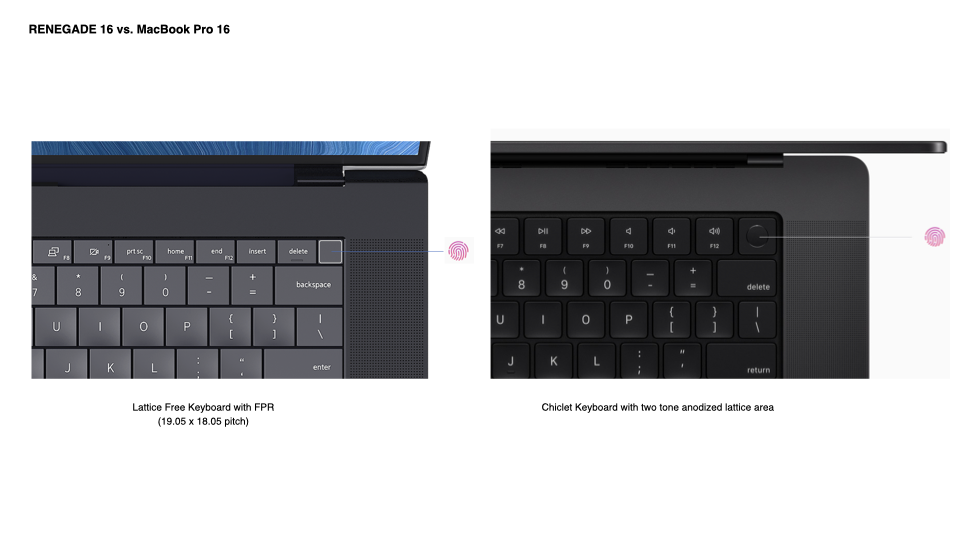 RENEGADE 16 vs. MacBook Pro 16
F8 F9 prt sc F10 home F11 end F12 insert delete
& 7 * 8 ( 9 ) 0 — - + = backspace
U I O P { [ } ] | \
J K L : ; " ' enter
F7 F8 F9 F10 F11 F12
* 8 ( 9 ) 0 — - + = delete
U I O P { [ } ] | \
J K L : ; " ' return
Lattice Free Keyboard with FPR
(19.05 x 18.05 pitch)
Chiclet Keyboard with two tone anodized lattice area